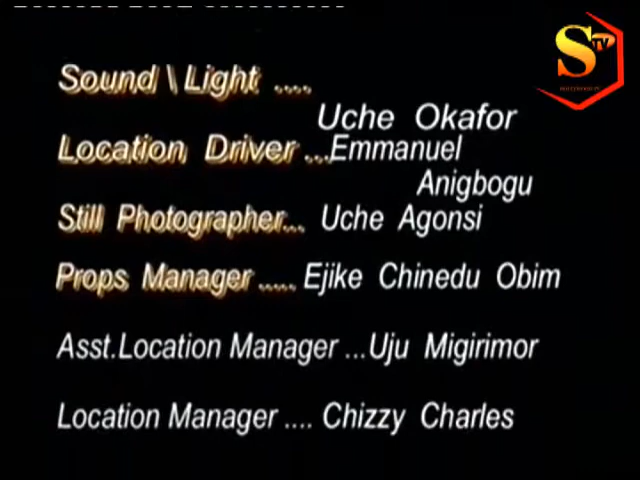 Sound \ Light ....
Uche Okafor
Location Driver ...Emmanuel
Anigbogu
Still Photographer... Uche Agonsi
Props Manager ..... Ejike Chinedu Obim
Asst.Location Manager ...Uju Migirimor
Location Manager .... Chizzy Charles
S TV